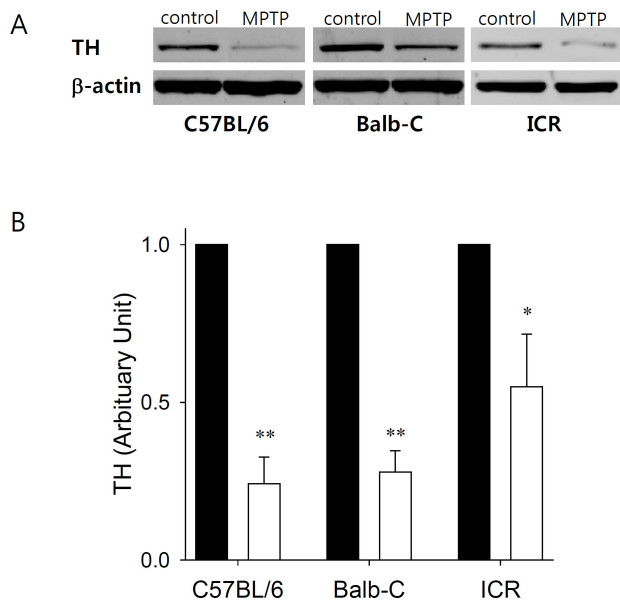 A
control MPTP control MPTP control MPTP
TH
β-actin
C57BL/6 Balb-C ICR
B
TH (Arbituary Unit)
1.0
**
**
*
0.5
0.0
C57BL/6 Balb-C ICR